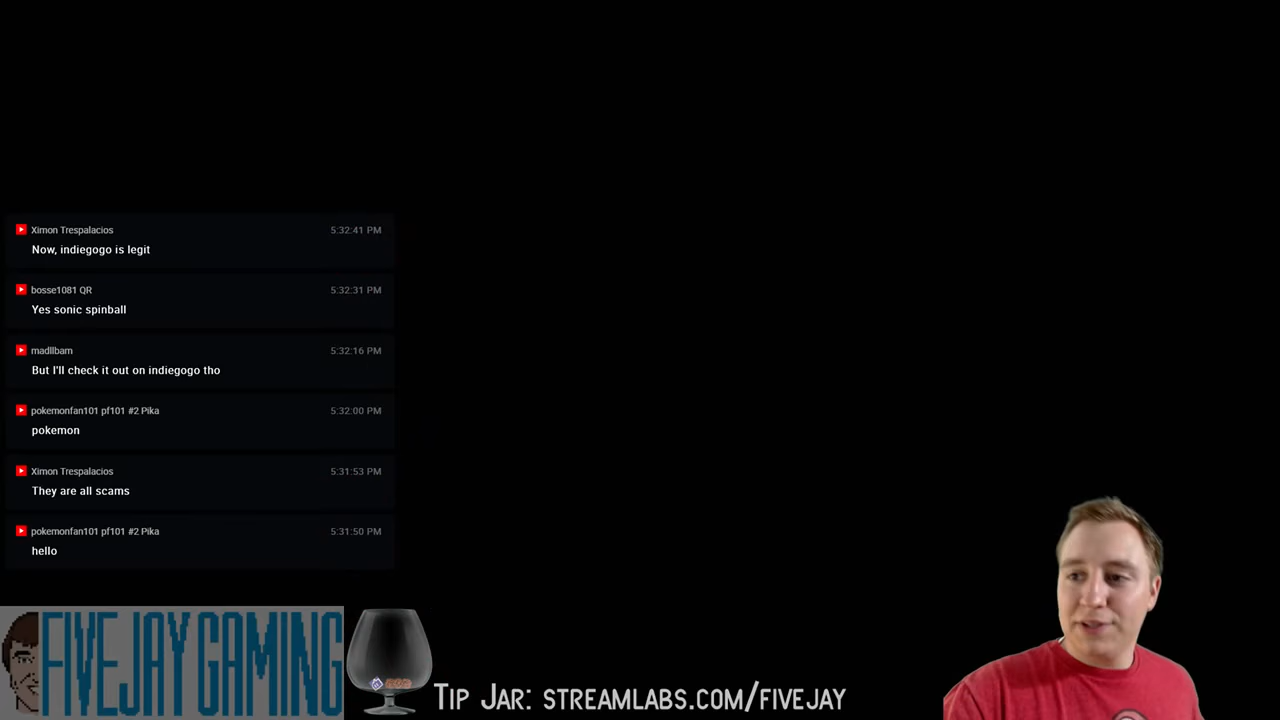 Ximon Trespalacios 5:32:41 PM
Now, indiegogo is legit
bosse1081 QR 5:32:31 PM
Yes sonic spinball
madllbam 5:32:16 PM
But I'll check it out on indiegogo tho
pokemonfan101 pf101 #2 Pika 5:32:00 PM
pokemon
Ximon Trespalacios 5:31:53 PM
They are all scams
pokemonfan101 pf101 #2 Pika 5:31:50 PM
hello
FIVEJAY GAMING
Tip Jar: streamlabs.com/fivejay